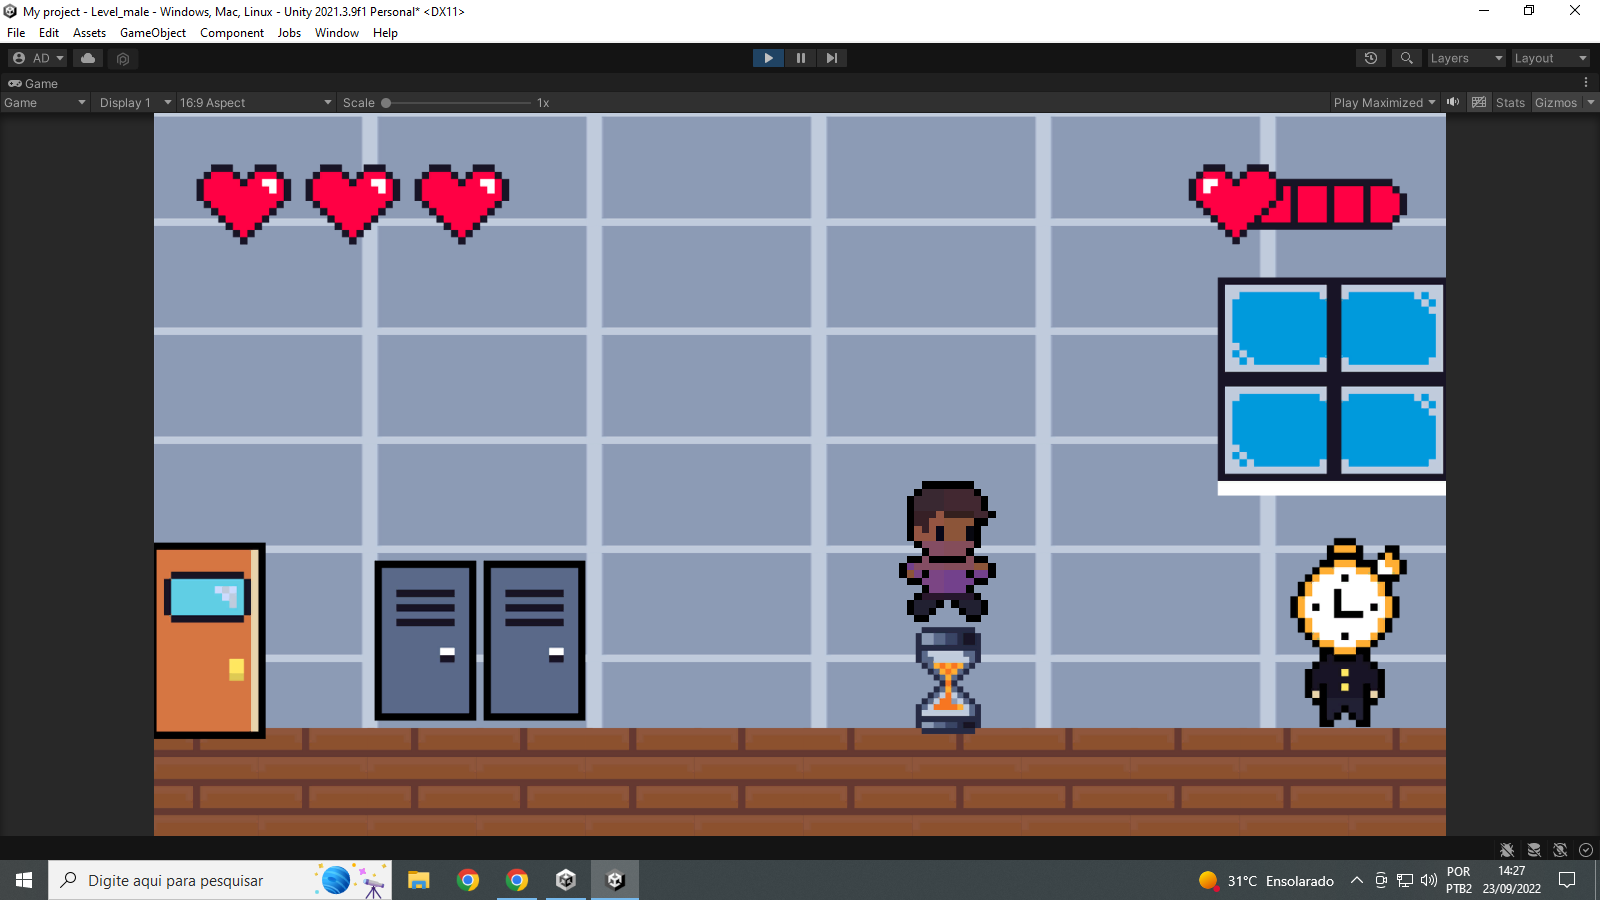 My project - Level_male - Windows, Mac, Linux - Unity 2021.3.9f1 Personal* <DX11>
File Edit Assets GameObject Component Jobs Window Help
AD Layers Layout
Game
Game Display 1 16:9 Aspect Scale 1x Play Maximized Stats Gizmos
Digite aqui para pesquisar
31°C Ensolarado
POR
PTB2
14:27
23/09/2022